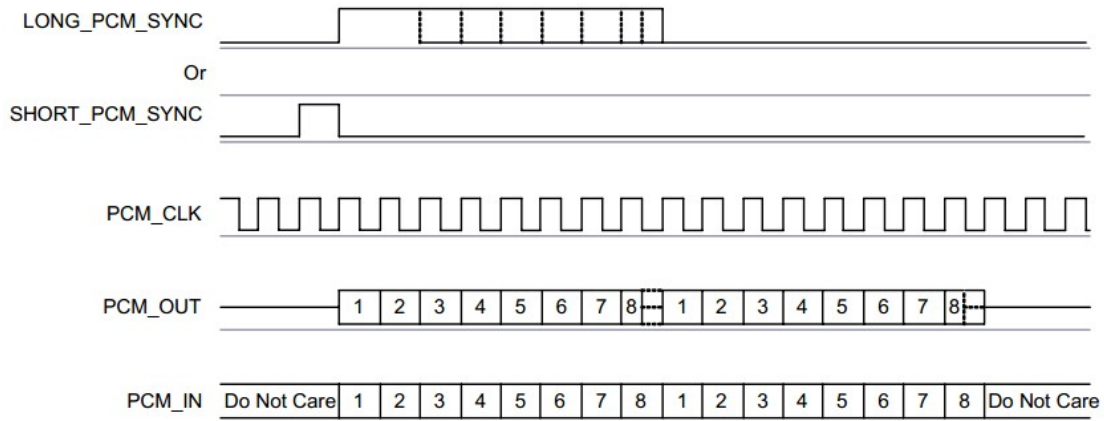 LONG_PCM_SYNC
Or
SHORT_PCM_SYNC
PCM_CLK
PCM_OUT 1 2 3 4 5 6 7 8 1 2 3 4 5 6 7 8
PCM_IN Do Not Care 1 2 3 4 5 6 7 8 1 2 3 4 5 6 7 8 Do Not Care